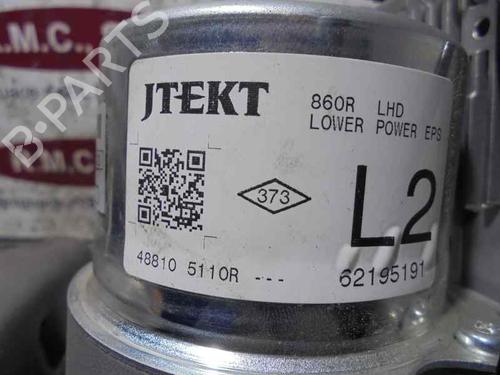 N.M.C., S
N.M.C.
B-PARTS
JTEKT
860R LHD
LOWER POWER EPS
373
L2
48810 5110R ---
62195191